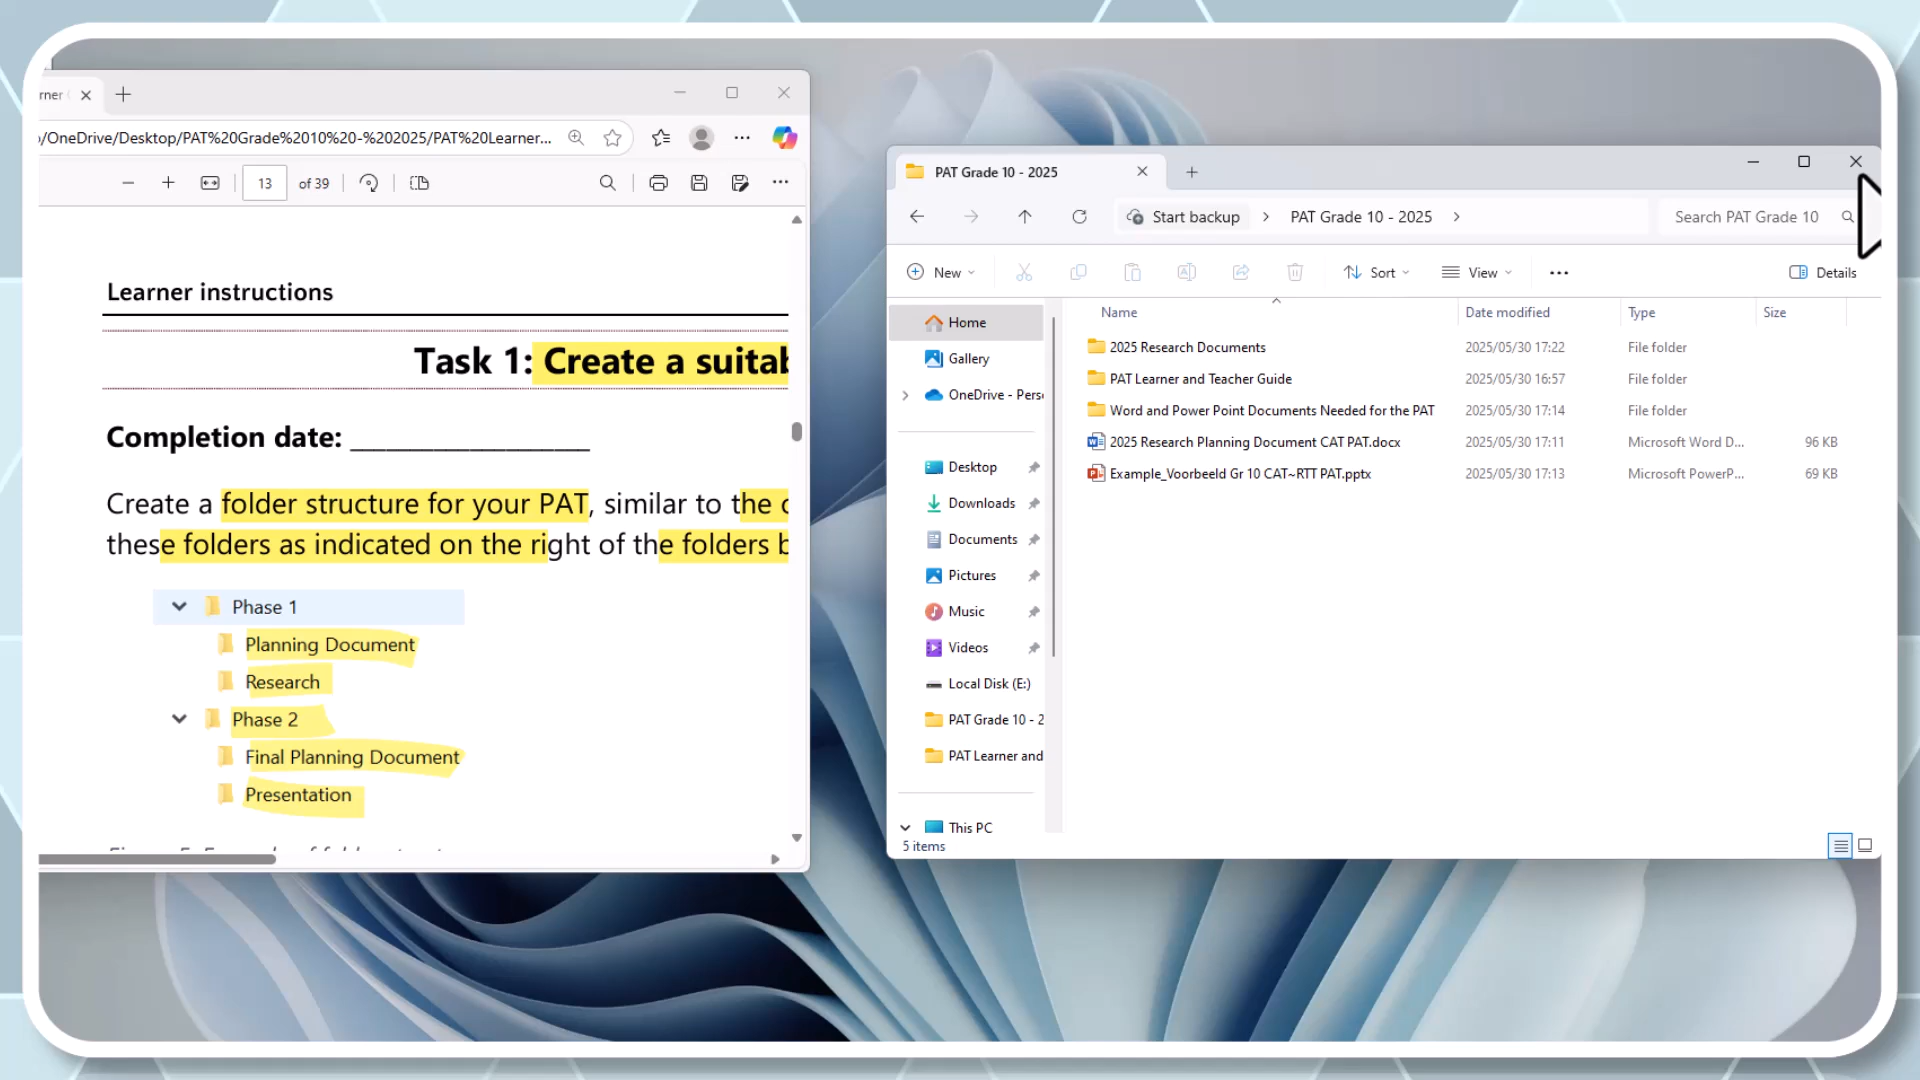 rner
/OneDrive/Desktop/PAT%20Grade%2010%20-%202025/PAT%20Learner...
13 of 39
Learner instructions
Task 1: Create a suitab
Completion date: ____________________
Create a folder structure for your PAT, similar to the
these folders as indicated on the right of the folders
Phase 1
Planning Document
Research
Phase 2
Final Planning Document
Presentation
PAT Grade 10 - 2025
Start backup > PAT Grade 10 - 2025 >
Search PAT Grade 10
New Sort View ... Details
Name Date modified Type Size
2025 Research Documents 2025/05/30 17:22 File folder
PAT Learner and Teacher Guide 2025/05/30 16:57 File folder
Word and Power Point Documents Needed for the PAT 2025/05/30 17:14 File folder
2025 Research Planning Document CAT PAT.docx 2025/05/30 17:11 Microsoft Word D... 96 KB
Example_Voorbeeld Gr 10 CAT~RTT PAT.pptx 2025/05/30 17:13 Microsoft PowerP... 69 KB
Home
Gallery
OneDrive - Pers
Desktop
Downloads
Documents
Pictures
Music
Videos
Local Disk (E:)
PAT Grade 10 - 2
PAT Learner and
This PC
5 items